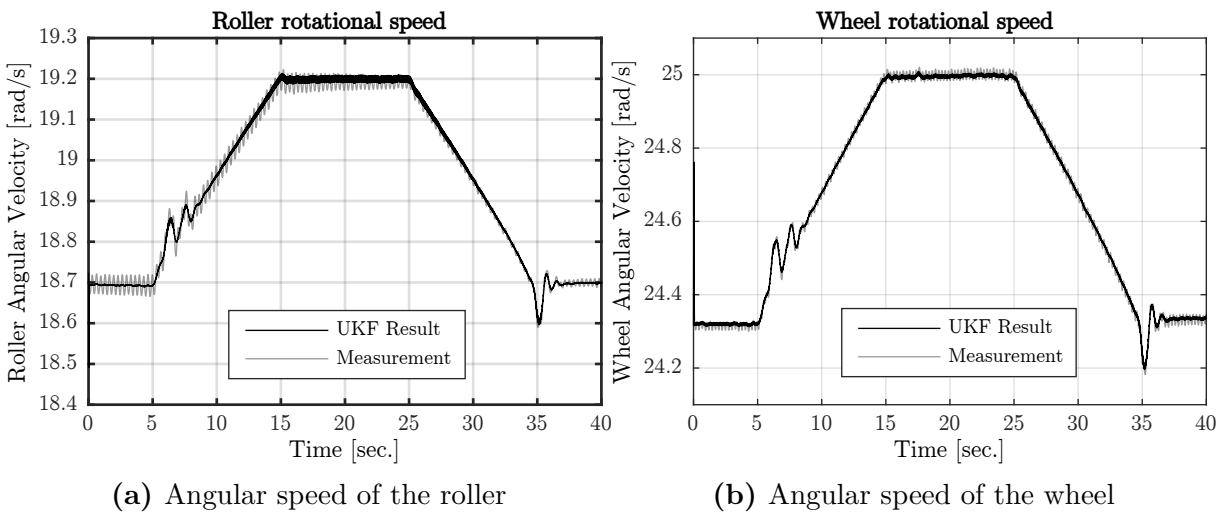 Roller rotational speed
19.3
19.2
19.1
19
18.9
18.8
18.7
18.6
18.5
18.4
Roller Angular Velocity [rad/s]
UKF Result
Measurement
0 5 10 15 20 25 30 35 40
Time [sec.]
(a) Angular speed of the roller
Wheel rotational speed
25
24.8
24.6
24.4
24.2
Wheel Angular Velocity [rad/s]
UKF Result
Measurement
0 5 10 15 20 25 30 35 40
Time [sec.]
(b) Angular speed of the wheel